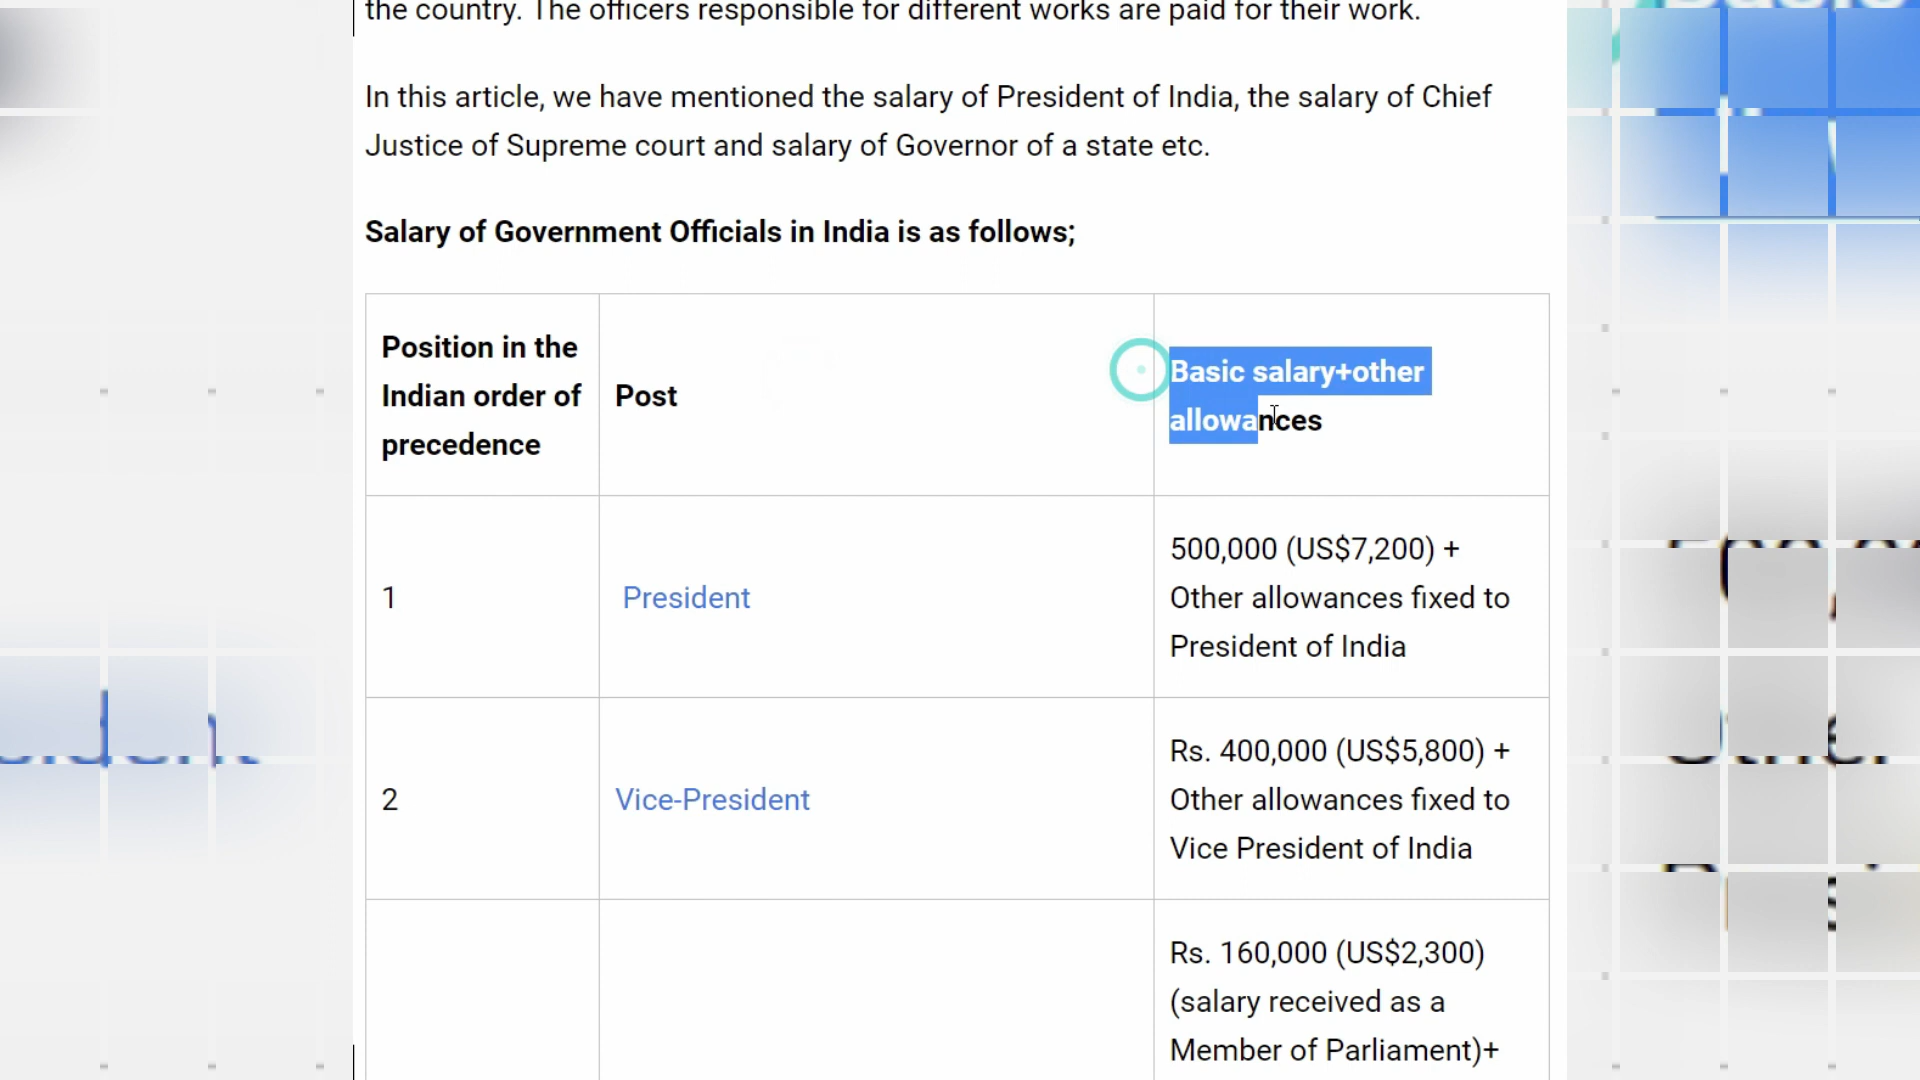 the country. The officers responsible for different works are paid for their work.
In this article, we have mentioned the salary of President of India, the salary of Chief
Justice of Supreme court and salary of Governor of a state etc.
Salary of Government Officials in India is as follows;
Position in the
Indian order of
precedence
Post
Basic salary+other
allowances
1
President
500,000 (US$7,200) +
Other allowances fixed to
President of India
2
Vice-President
Rs. 400,000 (US$5,800) +
Other allowances fixed to
Vice President of India
Rs. 160,000 (US$2,300)
(salary received as a
Member of Parliament)+